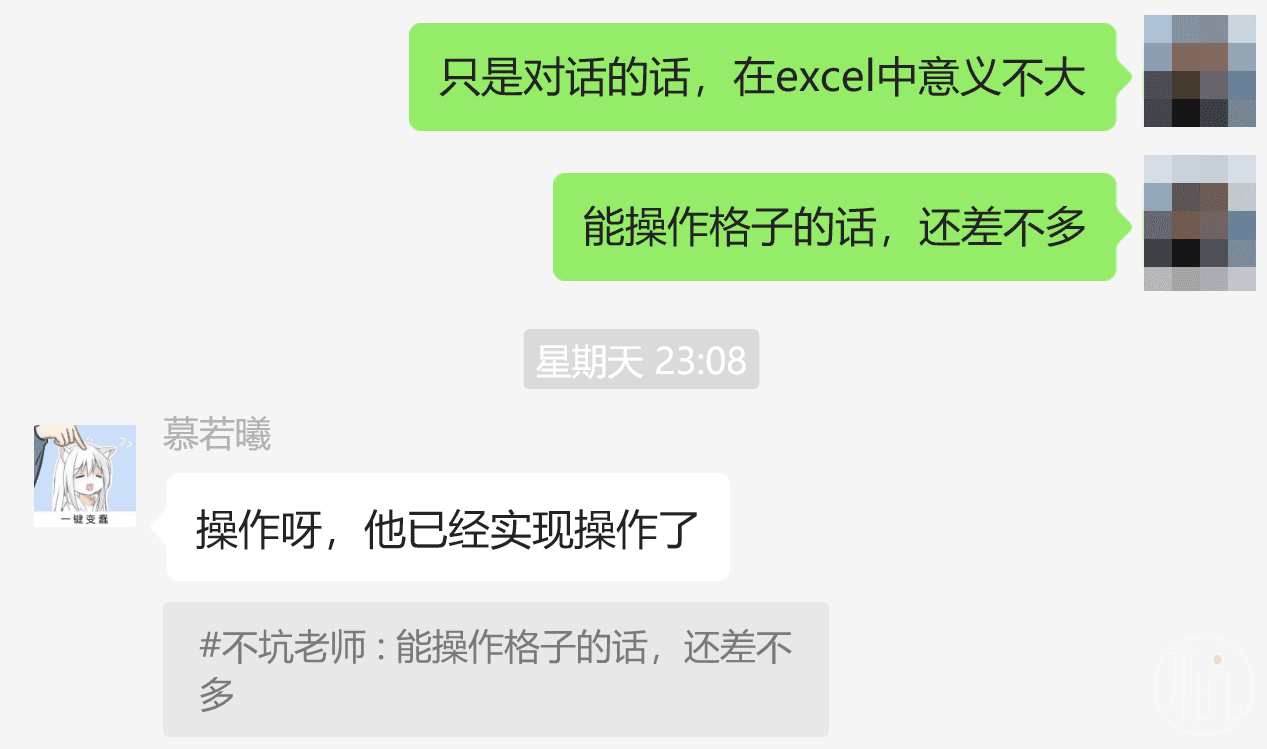 只是对话的话，在excel中意义不大
能操作格子的话，还差不多
星期天 23:08
慕若曦
一键变蠢
操作呀，他已经实现操作了
#不坑老师 : 能操作格子的话，还差不
多